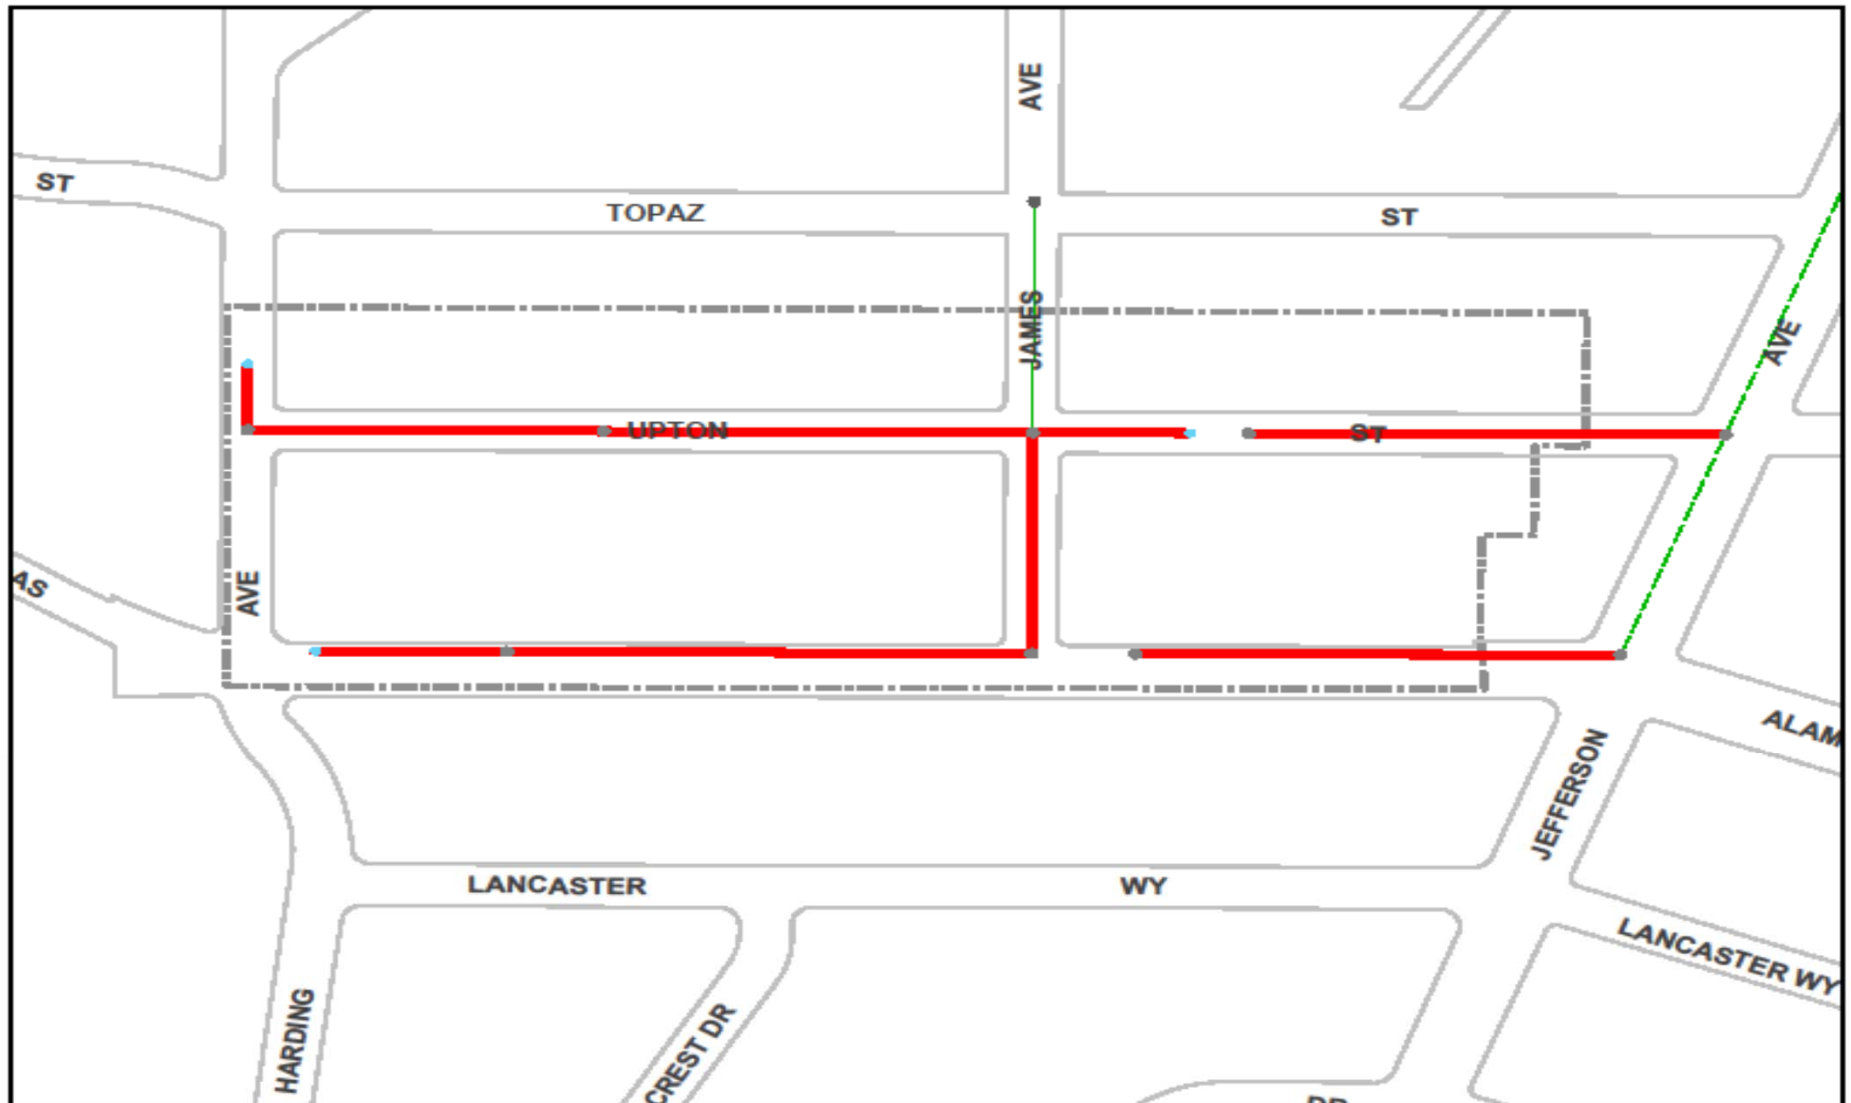 AVE
ST
TOPAZ
ST
JAMES
AVE
UPTON
ST
AS
AVE
ALAM
JEFFERSON
LANCASTER
WY
LANCASTER WY
HARDING
CREST DR